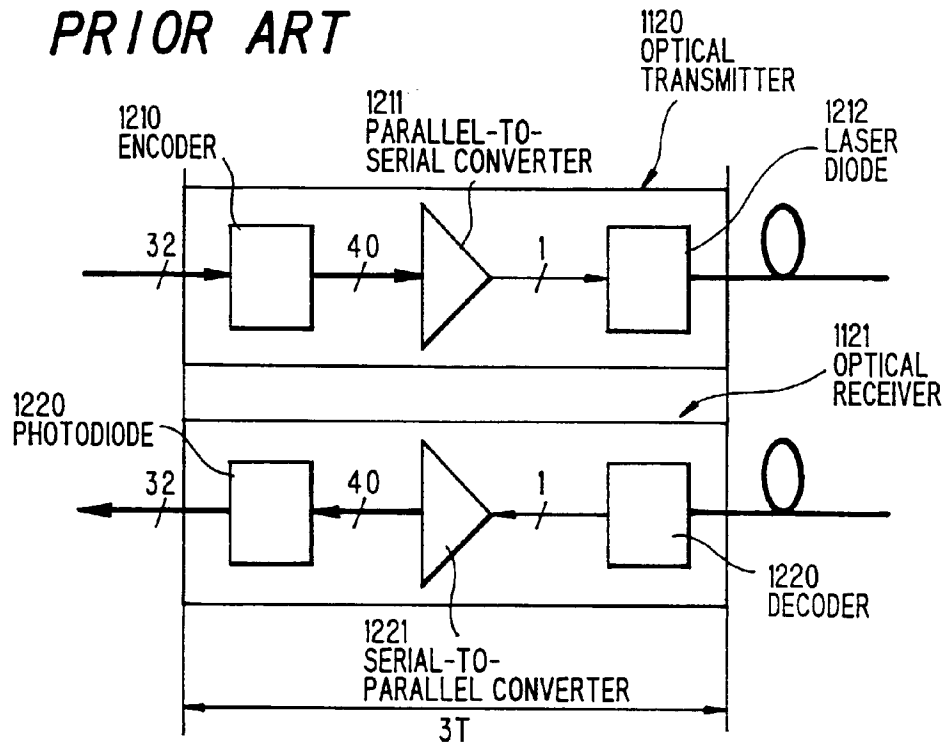 PRIOR ART
1120
OPTICAL
TRANSMITTER
1211
PARALLEL-TO-
SERIAL CONVERTER
1210
ENCODER
1212
LASER
DIODE
32
40
1
1121
OPTICAL
RECEIVER
1220
PHOTODIODE
32
40
1
1220
DECODER
1221
SERIAL-TO-
PARALLEL CONVERTER
3T